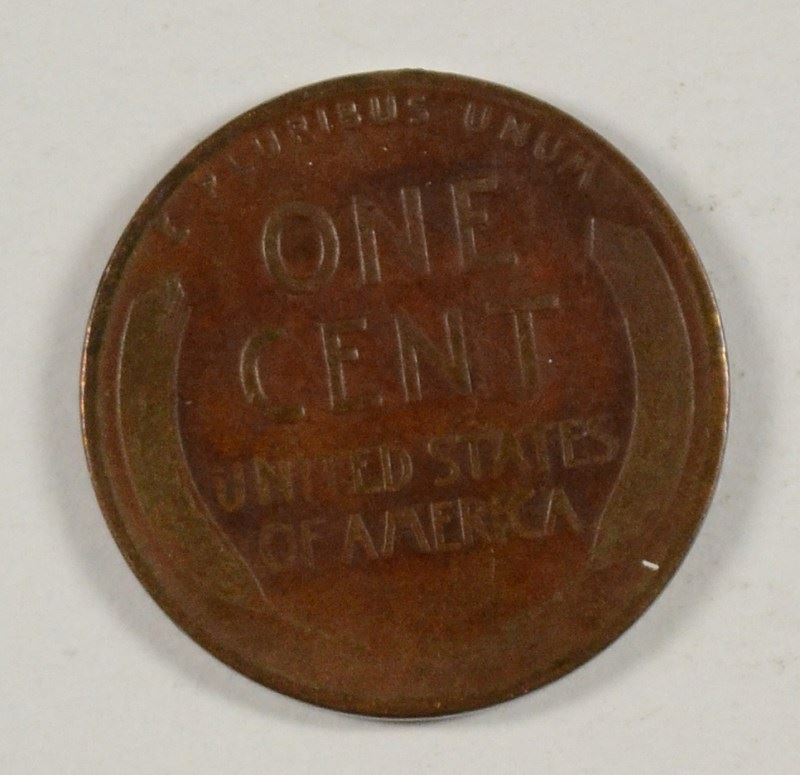 E PLURIBUS UNUM
ONE
CENT
UNITED STATES
OF AMERICA